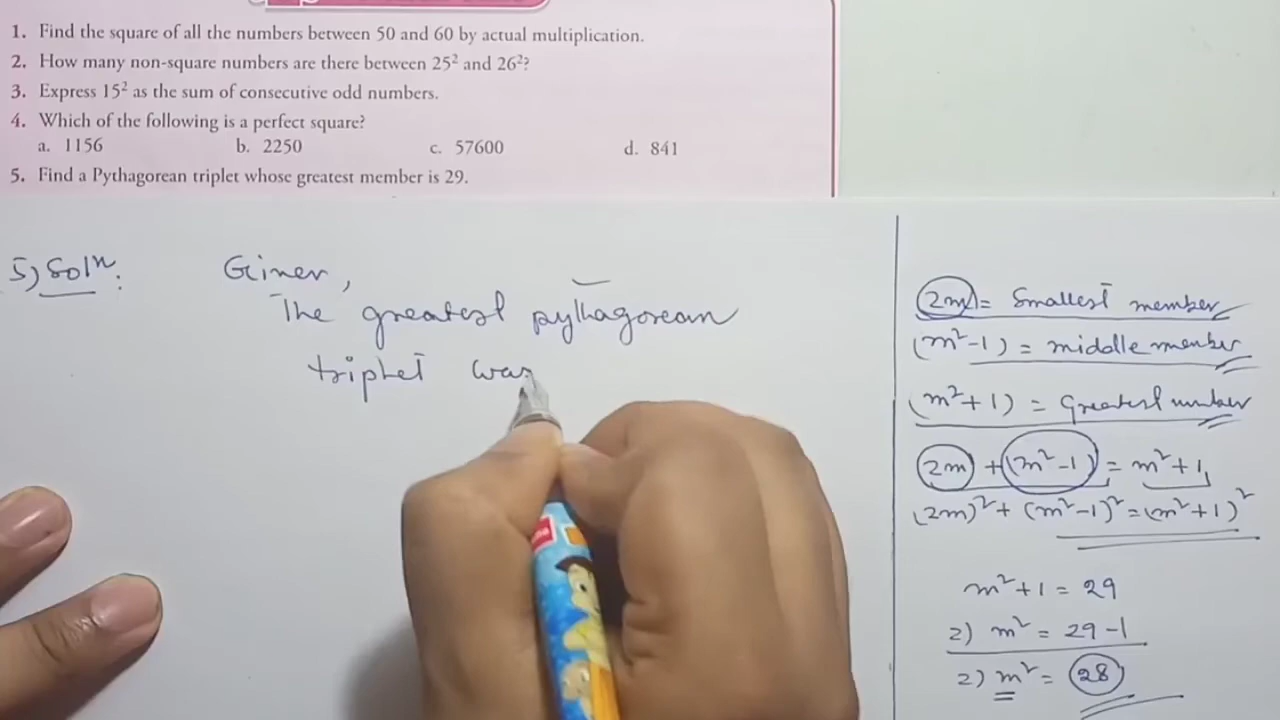 1. Find the square of all the numbers between 50 and 60 by actual multiplication.
2. How many non-square numbers are there between 25² and 26²?
3. Express 15² as the sum of consecutive odd numbers.
4. Which of the following is a perfect square?
a. 1156 b. 2250 c. 57600 d. 841
5. Find a Pythagorean triplet whose greatest member is 29.
5) Solⁿ: Given,
The greatest pythagorean
triplet was
2m = Smallest member
(m²-1) = middle member
(m²+1) = Greatest number
2m + (m²-1) = m²+1
(2m)² + (m²-1)² = (m²+1)²
m²+1 = 29
2) m² = 29-1
2) m² = 28